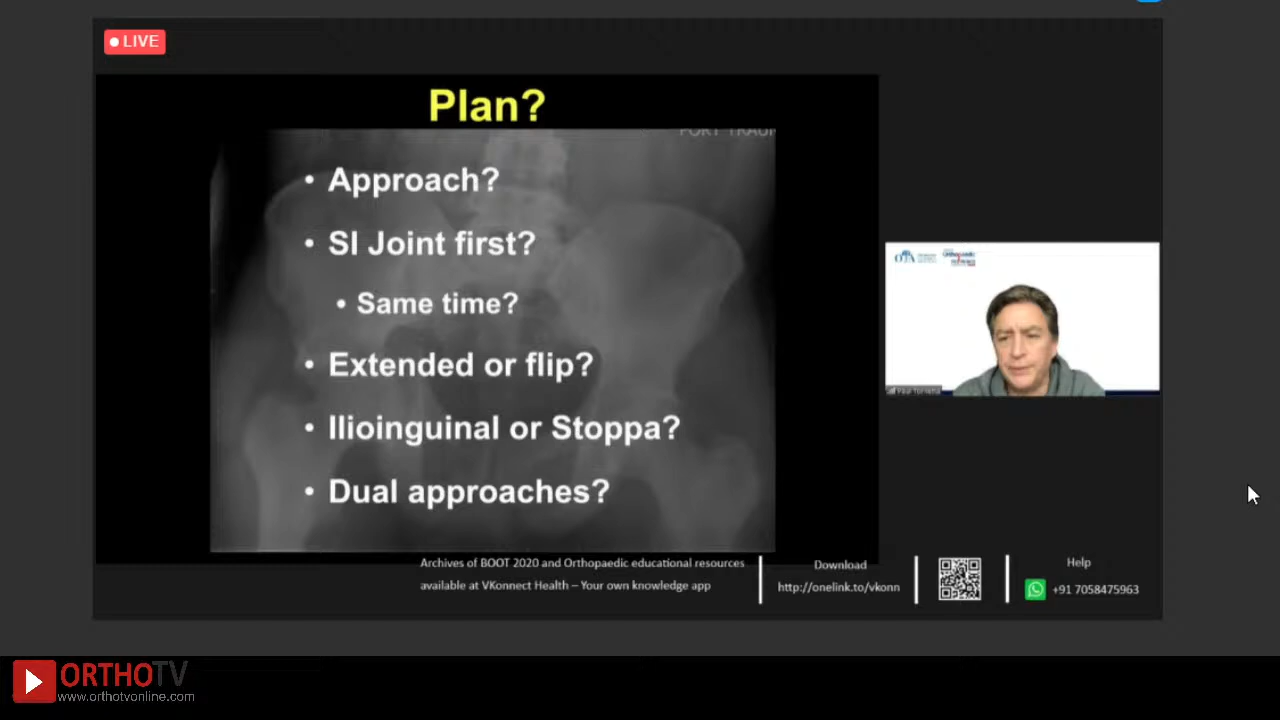 LIVE
Plan?
• Approach?
• SI Joint first?
• Same time?
• Extended or flip?
• Ilioinguinal or Stoppa?
• Dual approaches?
OTA
Orthopaedic
Archives of BOOT 2020 and Orthopaedic educational resources
available at VKonnect Health – Your own knowledge app
Download
http://onelink.to/vkonn
Help
+91 7058475963
ORTHOTV
www.orthotvonline.com